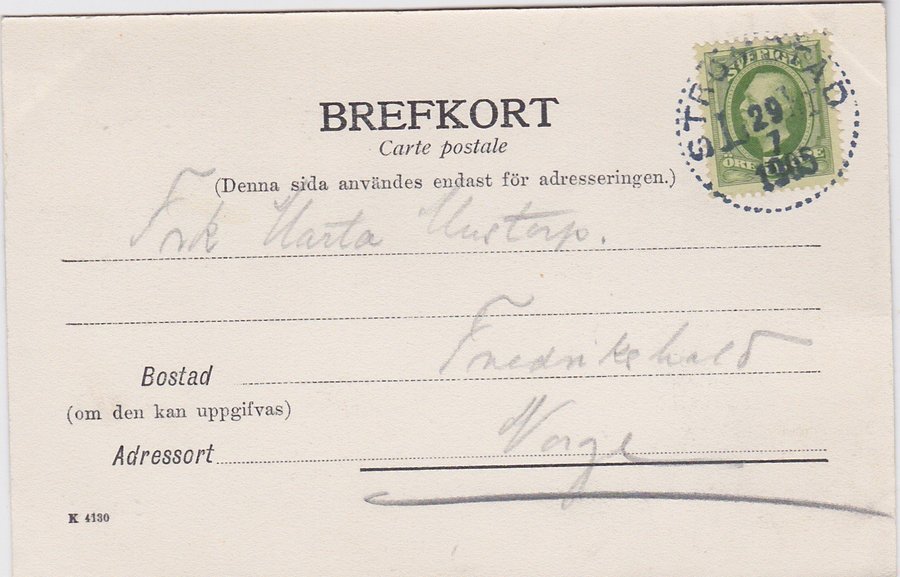 BREFKORT
Carte postale
(Denna sida användes endast för adresseringen.)
STRÖMSTAD
29
7
1905
SVERIGE
ÖRE
Frk Marta
Fredrikshald
Bostad
(om den kan uppgifvas)
Norge
Adressort
K 4130